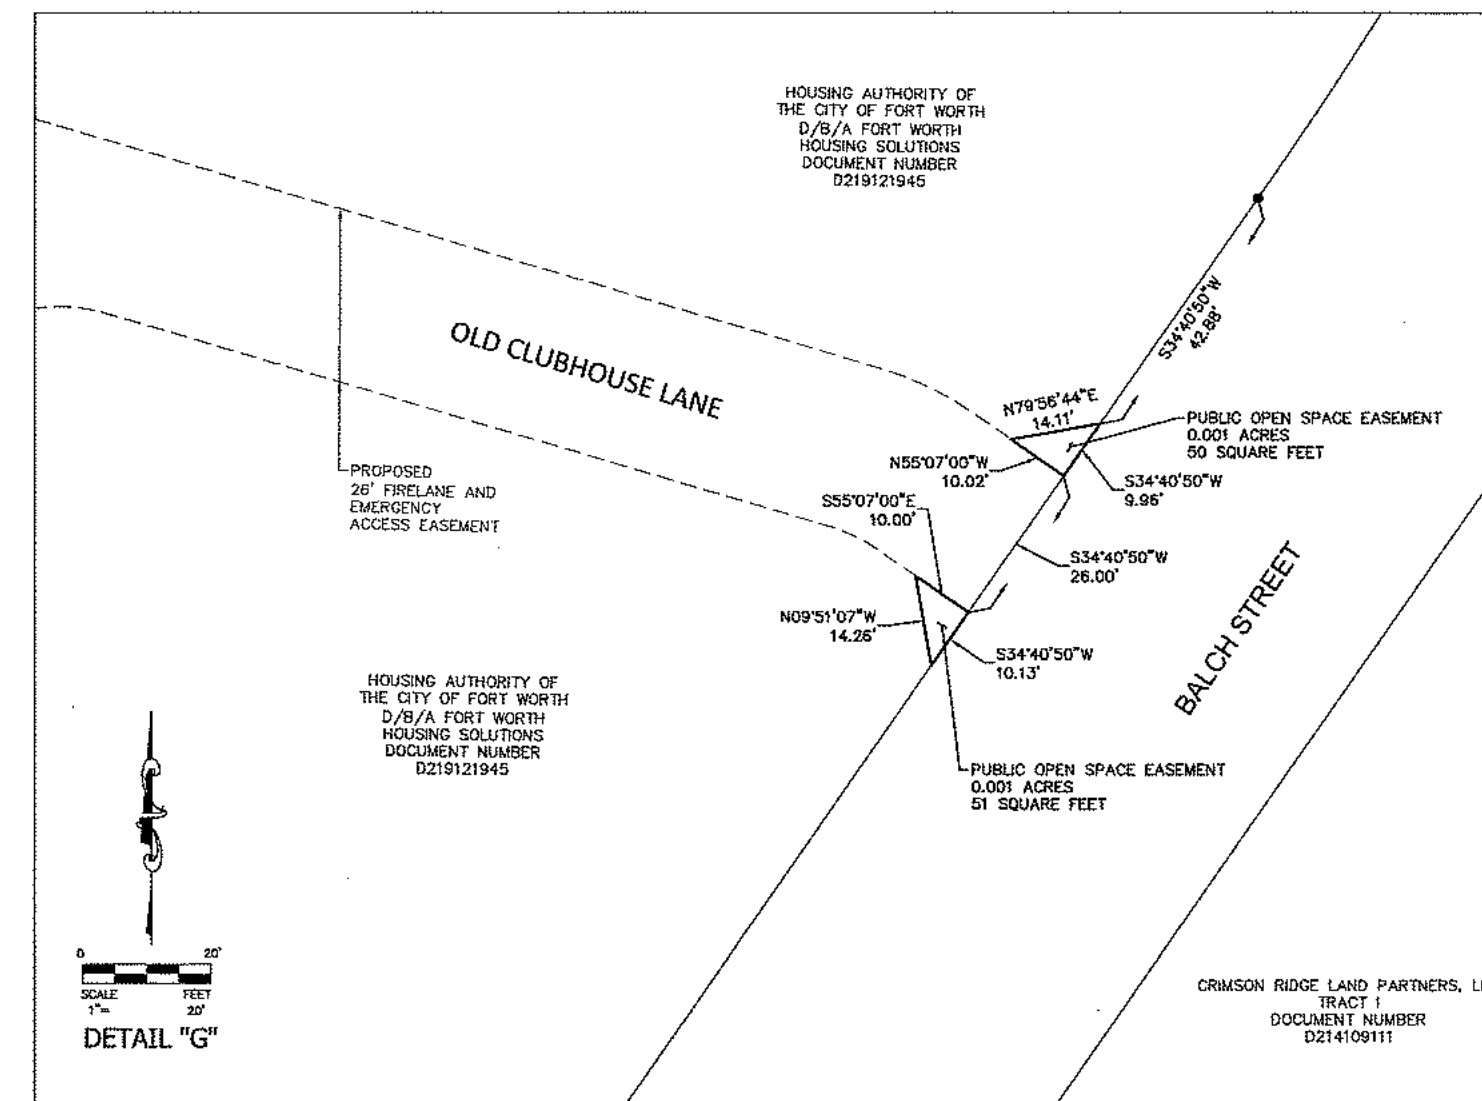 HOUSING AUTHORITY OF
THE CITY OF FORT WORTH
D/B/A FORT WORTH
HOUSING SOLUTIONS
DOCUMENT NUMBER
D219121945
S34°40'50"W
42.88'
OLD CLUBHOUSE LANE
N79°56'44"E
14.11'
PUBLIC OPEN SPACE EASEMENT
0.001 ACRES
50 SQUARE FEET
N55°07'00"W
10.02'
S34°40'50"W
9.96'
PROPOSED
26' FIRELANE AND
EMERGENCY
ACCESS EASEMENT
S55°07'00"E
10.00'
S34°40'50"W
26.00'
BALCH STREET
N09°51'07"W
14.26'
S34°40'50"W
10.13'
HOUSING AUTHORITY OF
THE CITY OF FORT WORTH
D/B/A FORT WORTH
HOUSING SOLUTIONS
DOCUMENT NUMBER
D219121945
PUBLIC OPEN SPACE EASEMENT
0.001 ACRES
51 SQUARE FEET
0 20'
SCALE FEET
1"= 20'
DETAIL "G"
CRIMSON RIDGE LAND PARTNERS,
TRACT 1
DOCUMENT NUMBER
D214109111